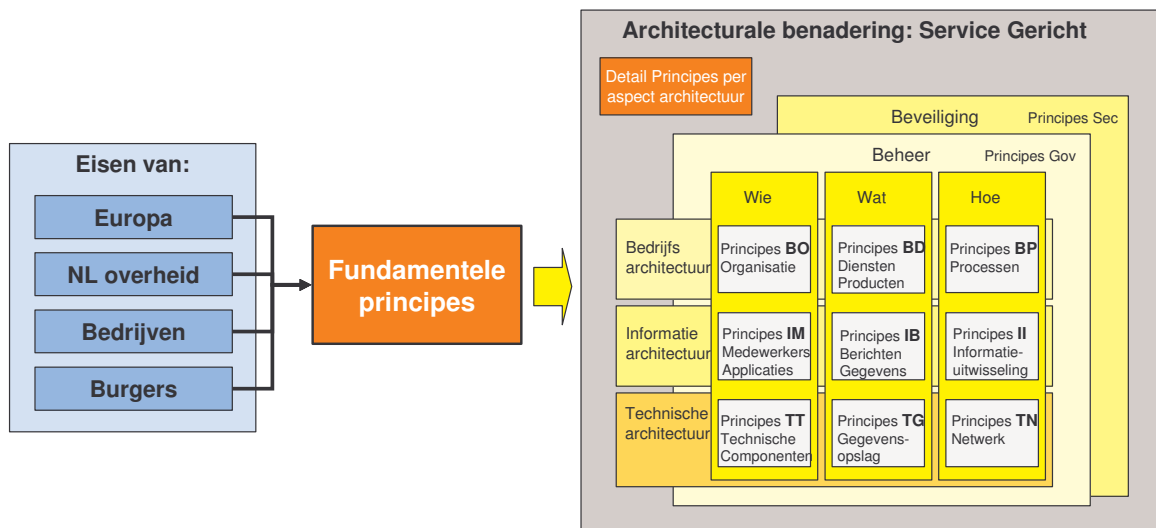 Architecturale benadering: Service Gericht
Detail Principes per
aspect architectuur
Beveiliging
Principes Sec
Beheer
Principes Gov
Eisen van:
Europa
NL overheid
Bedrijven
Burgers
Fundamentele
principes
Wie
Wat
Hoe
Bedrijfs
architectuur
Principes BO
Organisatie
Principes BD
Diensten
Producten
Principes BP
Processen
Informatie
architectuur
Principes IM
Medewerkers
Applicaties
Principes IB
Berichten
Gegevens
Principes II
Informatie-
uitwisseling
Technische
architectuur
Principes TT
Technische
Componenten
Principes TG
Gegevens-
opslag
Principes TN
Netwerk